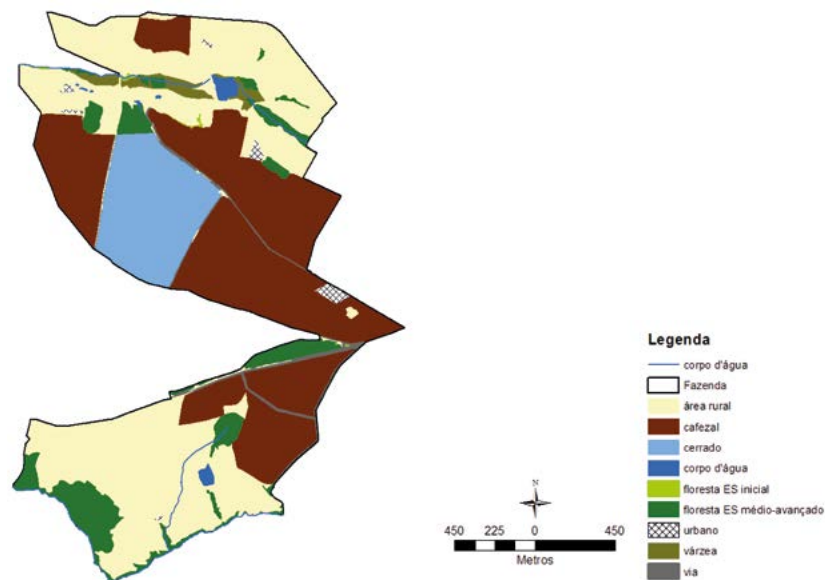 Legenda
corpo d'água
Fazenda
área rural
cafezal
cerrado
corpo d'água
floresta ES inicial
floresta ES médio-avançado
urbano
várzea
via
N
450 225 0 450
Metros